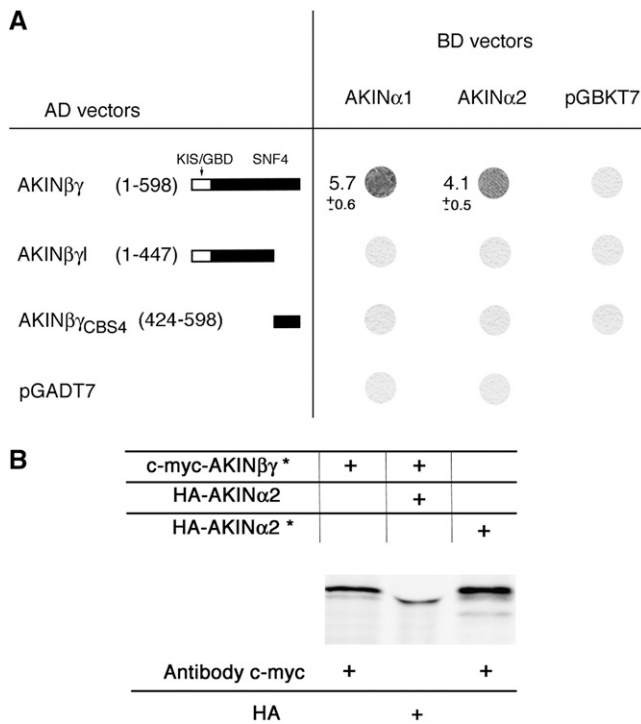 A
BD vectors
AD vectors
AKINα1 AKINα2 pGBKT7
KIS/GBD SNF4
AKINβγ (1-598) 5.7 ±0.6 4.1 ±0.5
AKINβγl (1-447)
AKINβγCBS4 (424-598)
pGADT7
B
c-myc-AKINβγ * + +
HA-AKINα2 +
HA-AKINα2 * +
Antibody c-myc + +
HA +